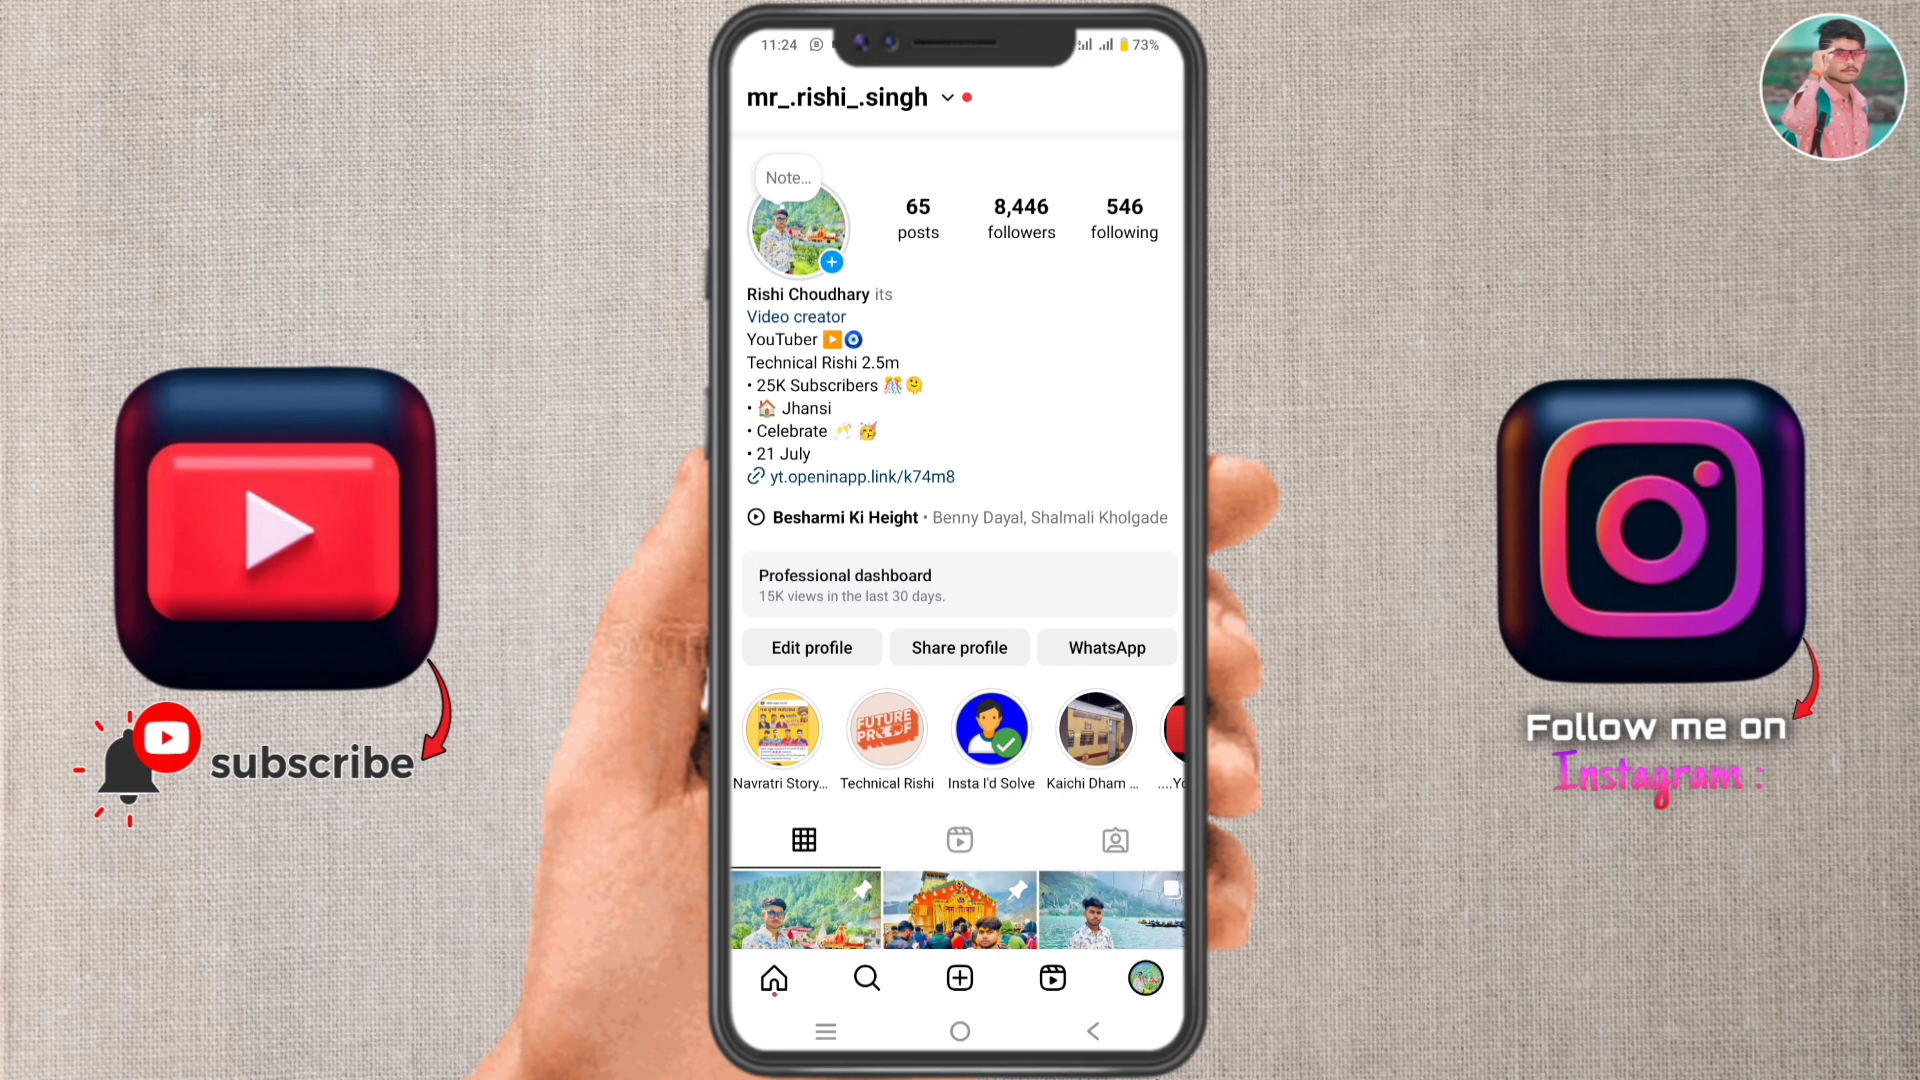 11:24
73%
mr_.rishi_.singh
Note...
65 posts
8,446 followers
546 following
Rishi Choudhary its
Video creator
YouTuber ▶️🧿
Technical Rishi 2.5m
• 25K Subscribers 🎊🫠
• 🏠 Jhansi
• Celebrate 🥂 🥳
• 21 July
yt.openinapp.link/k74m8
Besharmi Ki Height • Benny Dayal, Shalmali Kholgade
Professional dashboard
15K views in the last 30 days.
Edit profile
Share profile
WhatsApp
FUTURE
PROOF
Navratri Story...
Technical Rishi
Insta I'd Solve
Kaichi Dham ...
....Yo
subscribe
Follow me on
Instagram :